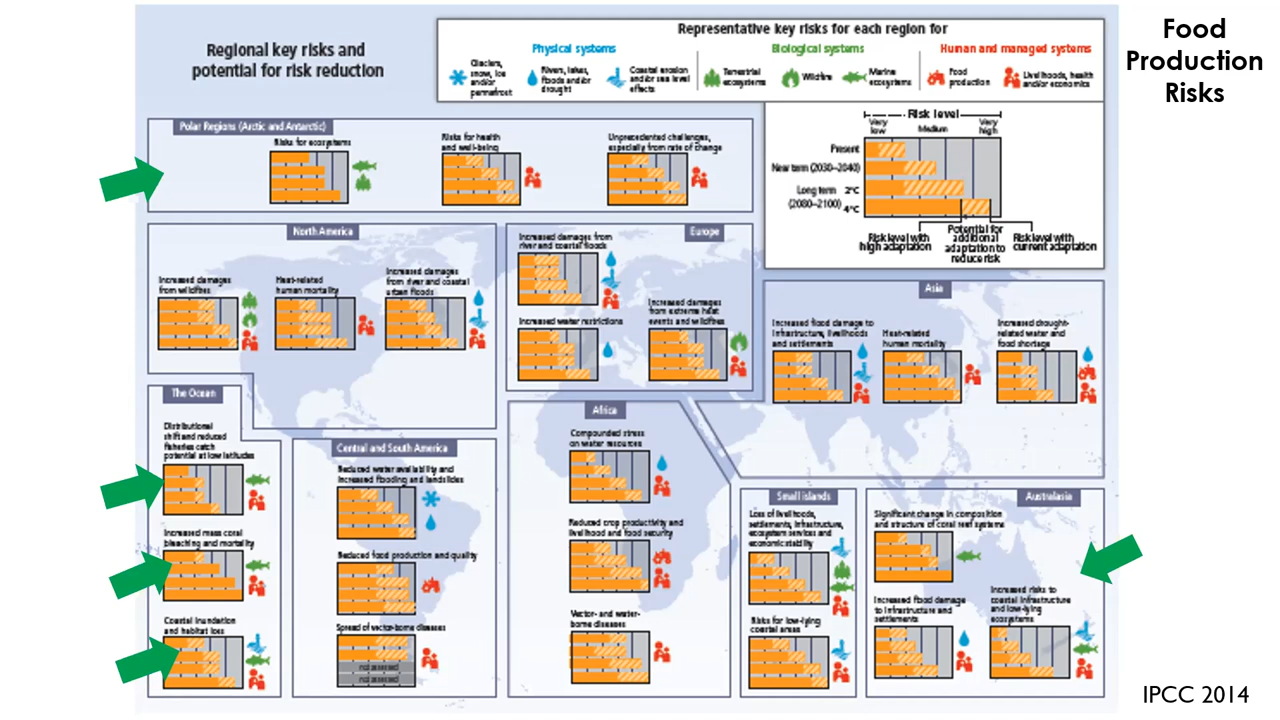 Food
Production
Risks
Regional key risks and
potential for risk reduction
Representative key risks for each region for
Physical systems
Biological systems
Human and managed systems
Glaciers,
snow, ice
and/or
permafrost
Rivers, lakes,
floods and/or
drought
Coastal erosion
and/or sea level
effects
Terrestrial
ecosystems
Wildfire
Marine
ecosystems
Food
production
Livelihoods, health
and/or economics
Risk level
Very
low
Medium
Very
high
Present
Near term (2030–2040)
Long term
(2080–2100)
2°C
4°C
Risk level with
high adaptation
Potential for
additional
adaptation to
reduce risk
Risk level with
current adaptation
Polar Regions (Arctic and Antarctic)
Risks for ecosystems
Risks for health
and well-being
Unprecedented challenges,
especially from rate of change
North America
Increased damages
from wildfires
Heat-related
human mortality
Increased damages
from river and coastal
urban floods
Europe
Increased damages from
river and coastal floods
Increased water restrictions
Increased damages
from extreme heat
events and wildfires
Asia
Increased flood damage to
infrastructure, livelihoods
and settlements
Heat-related
human mortality
Increased drought-
related water and
food shortage
The Ocean
Distributional
shift and reduced
fisheries catch
potential at low latitudes
Increased mass coral
bleaching and mortality
Coastal inundation
and habitat loss
Central and South America
Reduced water availability and
increased flooding and landslides
Reduced food production and quality
Spread of vector-borne diseases
not assessed
not assessed
Africa
Compounded stress
on water resources
Reduced crop productivity and
livelihood and food security
Vector- and water-
borne diseases
Small islands
Loss of livelihoods,
settlements, infrastructure,
ecosystem services and
economic stability
Risks for low-lying
coastal areas
Australasia
Significant change in composition
and structure of coral reef systems
Increased flood damage
to infrastructure and
settlements
Increased risks to
coastal infrastructure
and low-lying
ecosystems
IPCC 2014